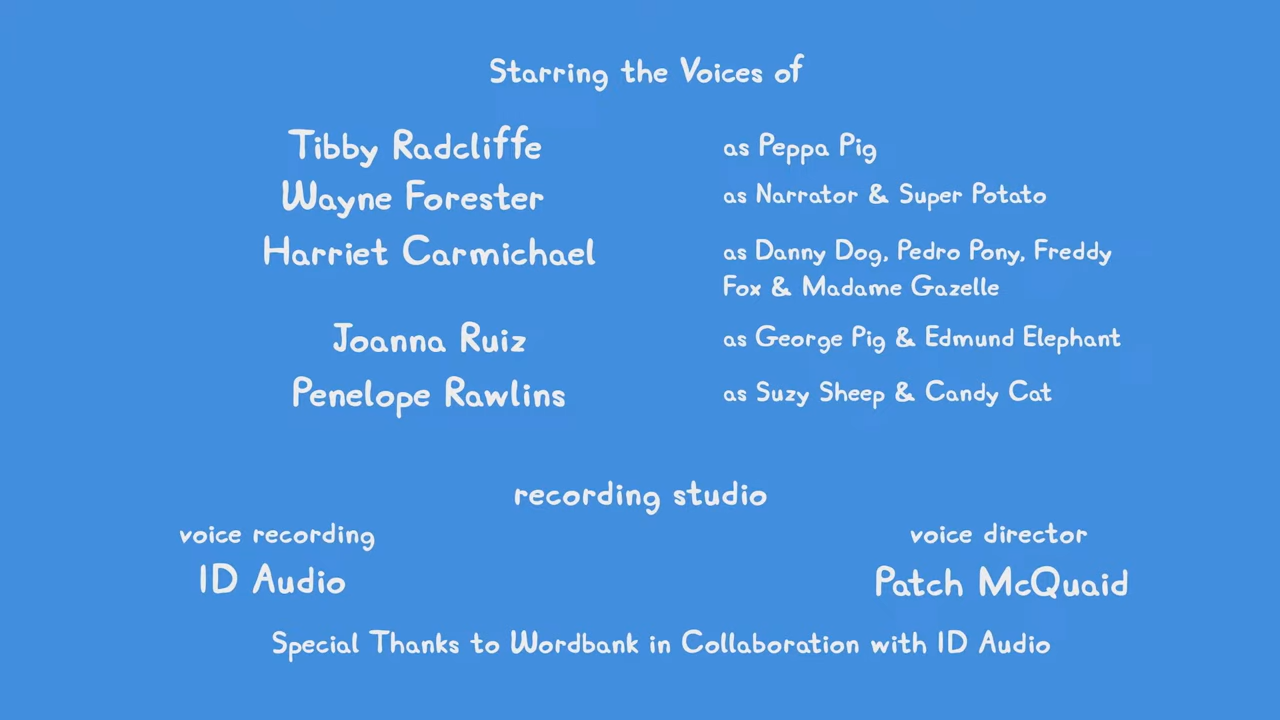 Starring the Voices of
Tibby Radcliffe as Peppa Pig
Wayne Forester as Narrator & Super Potato
Harriet Carmichael as Danny Dog, Pedro Pony, Freddy
Fox & Madame Gazelle
Joanna Ruiz as George Pig & Edmund Elephant
Penelope Rawlins as Suzy Sheep & Candy Cat
recording studio
voice recording voice director
ID Audio Patch McQuaid
Special Thanks to Wordbank in Collaboration with ID Audio